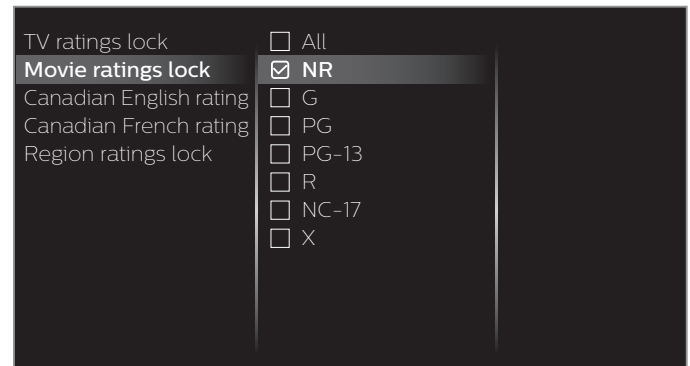 TV ratings lock
Movie ratings lock
Canadian English rating
Canadian French rating
Region ratings lock
All
NR
G
PG
PG-13
R
NC-17
X